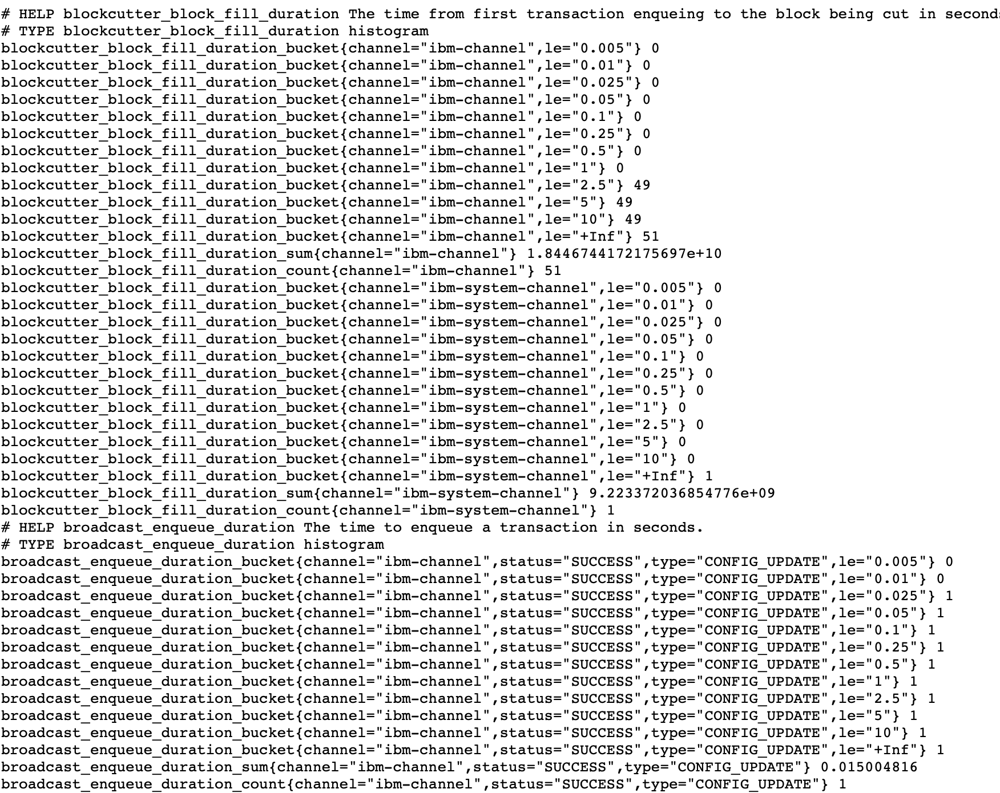 # HELP blockcutter_block_fill_duration The time from first transaction enqueing to the block being cut in seconds
# TYPE blockcutter_block_fill_duration histogram
blockcutter_block_fill_duration_bucket{channel="ibm-channel",le="0.005"} 0
blockcutter_block_fill_duration_bucket{channel="ibm-channel",le="0.01"} 0
blockcutter_block_fill_duration_bucket{channel="ibm-channel",le="0.025"} 0
blockcutter_block_fill_duration_bucket{channel="ibm-channel",le="0.05"} 0
blockcutter_block_fill_duration_bucket{channel="ibm-channel",le="0.1"} 0
blockcutter_block_fill_duration_bucket{channel="ibm-channel",le="0.25"} 0
blockcutter_block_fill_duration_bucket{channel="ibm-channel",le="0.5"} 0
blockcutter_block_fill_duration_bucket{channel="ibm-channel",le="1"} 0
blockcutter_block_fill_duration_bucket{channel="ibm-channel",le="2.5"} 49
blockcutter_block_fill_duration_bucket{channel="ibm-channel",le="5"} 49
blockcutter_block_fill_duration_bucket{channel="ibm-channel",le="10"} 49
blockcutter_block_fill_duration_bucket{channel="ibm-channel",le="+Inf"} 51
blockcutter_block_fill_duration_sum{channel="ibm-channel"} 1.8446744172175697e+10
blockcutter_block_fill_duration_count{channel="ibm-channel"} 51
blockcutter_block_fill_duration_bucket{channel="ibm-system-channel",le="0.005"} 0
blockcutter_block_fill_duration_bucket{channel="ibm-system-channel",le="0.01"} 0
blockcutter_block_fill_duration_bucket{channel="ibm-system-channel",le="0.025"} 0
blockcutter_block_fill_duration_bucket{channel="ibm-system-channel",le="0.05"} 0
blockcutter_block_fill_duration_bucket{channel="ibm-system-channel",le="0.1"} 0
blockcutter_block_fill_duration_bucket{channel="ibm-system-channel",le="0.25"} 0
blockcutter_block_fill_duration_bucket{channel="ibm-system-channel",le="0.5"} 0
blockcutter_block_fill_duration_bucket{channel="ibm-system-channel",le="1"} 0
blockcutter_block_fill_duration_bucket{channel="ibm-system-channel",le="2.5"} 0
blockcutter_block_fill_duration_bucket{channel="ibm-system-channel",le="5"} 0
blockcutter_block_fill_duration_bucket{channel="ibm-system-channel",le="10"} 0
blockcutter_block_fill_duration_bucket{channel="ibm-system-channel",le="+Inf"} 1
blockcutter_block_fill_duration_sum{channel="ibm-system-channel"} 9.223372036854776e+09
blockcutter_block_fill_duration_count{channel="ibm-system-channel"} 1
# HELP broadcast_enqueue_duration The time to enqueue a transaction in seconds.
# TYPE broadcast_enqueue_duration histogram
broadcast_enqueue_duration_bucket{channel="ibm-channel",status="SUCCESS",type="CONFIG_UPDATE",le="0.005"} 0
broadcast_enqueue_duration_bucket{channel="ibm-channel",status="SUCCESS",type="CONFIG_UPDATE",le="0.01"} 0
broadcast_enqueue_duration_bucket{channel="ibm-channel",status="SUCCESS",type="CONFIG_UPDATE",le="0.025"} 1
broadcast_enqueue_duration_bucket{channel="ibm-channel",status="SUCCESS",type="CONFIG_UPDATE",le="0.05"} 1
broadcast_enqueue_duration_bucket{channel="ibm-channel",status="SUCCESS",type="CONFIG_UPDATE",le="0.1"} 1
broadcast_enqueue_duration_bucket{channel="ibm-channel",status="SUCCESS",type="CONFIG_UPDATE",le="0.25"} 1
broadcast_enqueue_duration_bucket{channel="ibm-channel",status="SUCCESS",type="CONFIG_UPDATE",le="0.5"} 1
broadcast_enqueue_duration_bucket{channel="ibm-channel",status="SUCCESS",type="CONFIG_UPDATE",le="1"} 1
broadcast_enqueue_duration_bucket{channel="ibm-channel",status="SUCCESS",type="CONFIG_UPDATE",le="2.5"} 1
broadcast_enqueue_duration_bucket{channel="ibm-channel",status="SUCCESS",type="CONFIG_UPDATE",le="5"} 1
broadcast_enqueue_duration_bucket{channel="ibm-channel",status="SUCCESS",type="CONFIG_UPDATE",le="10"} 1
broadcast_enqueue_duration_bucket{channel="ibm-channel",status="SUCCESS",type="CONFIG_UPDATE",le="+Inf"} 1
broadcast_enqueue_duration_sum{channel="ibm-channel",status="SUCCESS",type="CONFIG_UPDATE"} 0.015004816
broadcast_enqueue_duration_count{channel="ibm-channel",status="SUCCESS",type="CONFIG_UPDATE"} 1